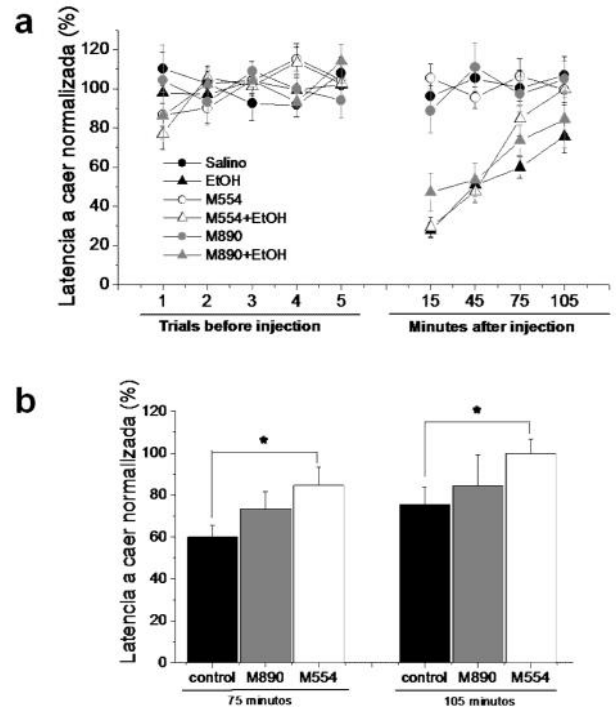 a
Latencia a caer normalizada (%)
120
100
80
60
40
20
0
Salino
EtOH
M554
M554+EtOH
M890
M890+EtOH
1 2 3 4 5 15 45 75 105
Trials before injection Minutes after injection
b
Latencia a caer normalizada (%)
120
100
80
60
40
20
0
* *
control M890 M554 control M890 M554
75 minutos 105 minutos